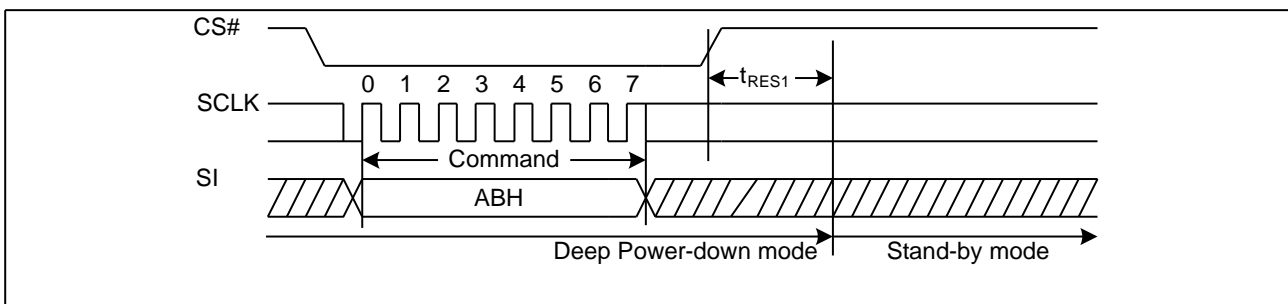 CS#
tRES1
0 1 2 3 4 5 6 7
SCLK
Command
SI
ABH
Deep Power-down mode Stand-by mode